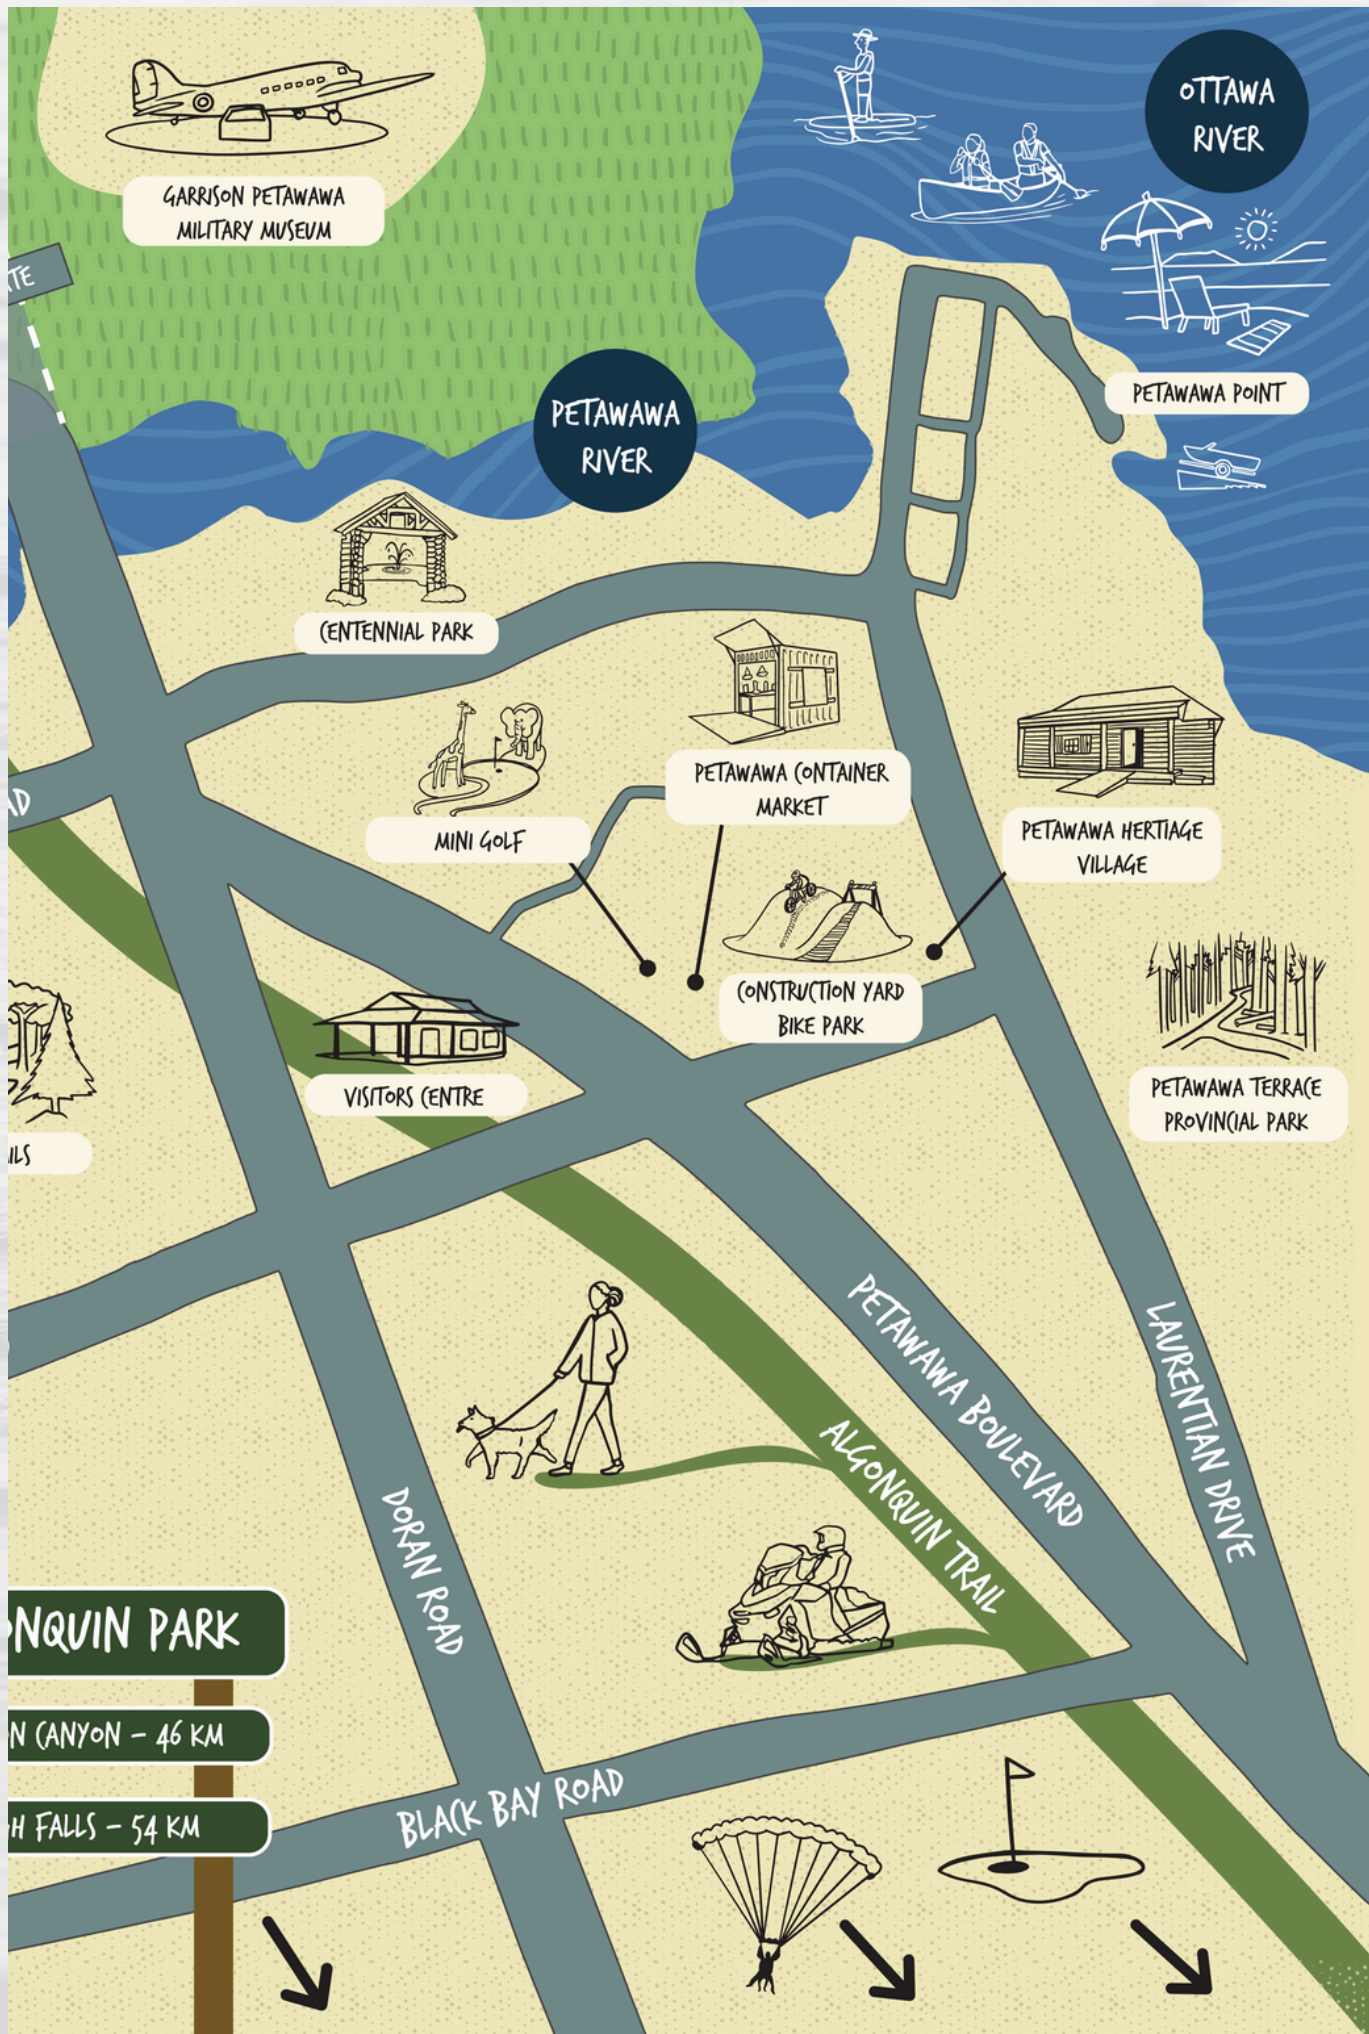 OTTAWA
RIVER
GARRISON PETAWAWA
MILITARY MUSEUM
PETAWAWA POINT
PETAWAWA
RIVER
CENTENNIAL PARK
PETAWAWA CONTAINER
MARKET
MINI GOLF
PETAWAWA HERTIAGE
VILLAGE
CONSTRUCTION YARD
BIKE PARK
VISITORS CENTRE
PETAWAWA TERRACE
PROVINCIAL PARK
PETAWAWA BOULEVARD
LAURENTIAN DRIVE
ALGONQUIN TRAIL
DORAN ROAD
NQUIN PARK
N CANYON – 46 KM
H FALLS – 54 KM
BLACK BAY ROAD